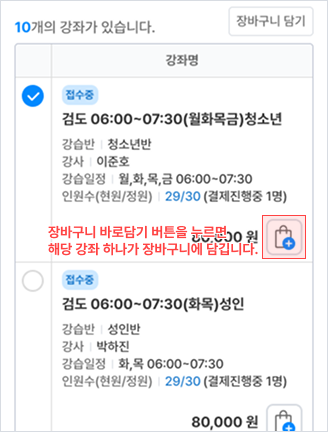 10개의 강좌가 있습니다.
장바구니 담기
강좌명
접수중
검도 06:00~07:30(월화목금)청소년
강습반 청소년반
강사 이준호
강습일정 월,화,목,금 06:00~07:30
인원수(현원/정원) 29/30 (결제진행중 1명)
장바구니 바로담기 버튼을 누르면,
해당 강좌 하나가 장바구니에 담깁니다.
60,000 원
접수중
검도 06:00~07:30(화목)성인
강습반 성인반
강사 박하진
강습일정 화,목 06:00~07:30
인원수(현원/정원) 29/30 (결제진행중 1명)
80,000 원